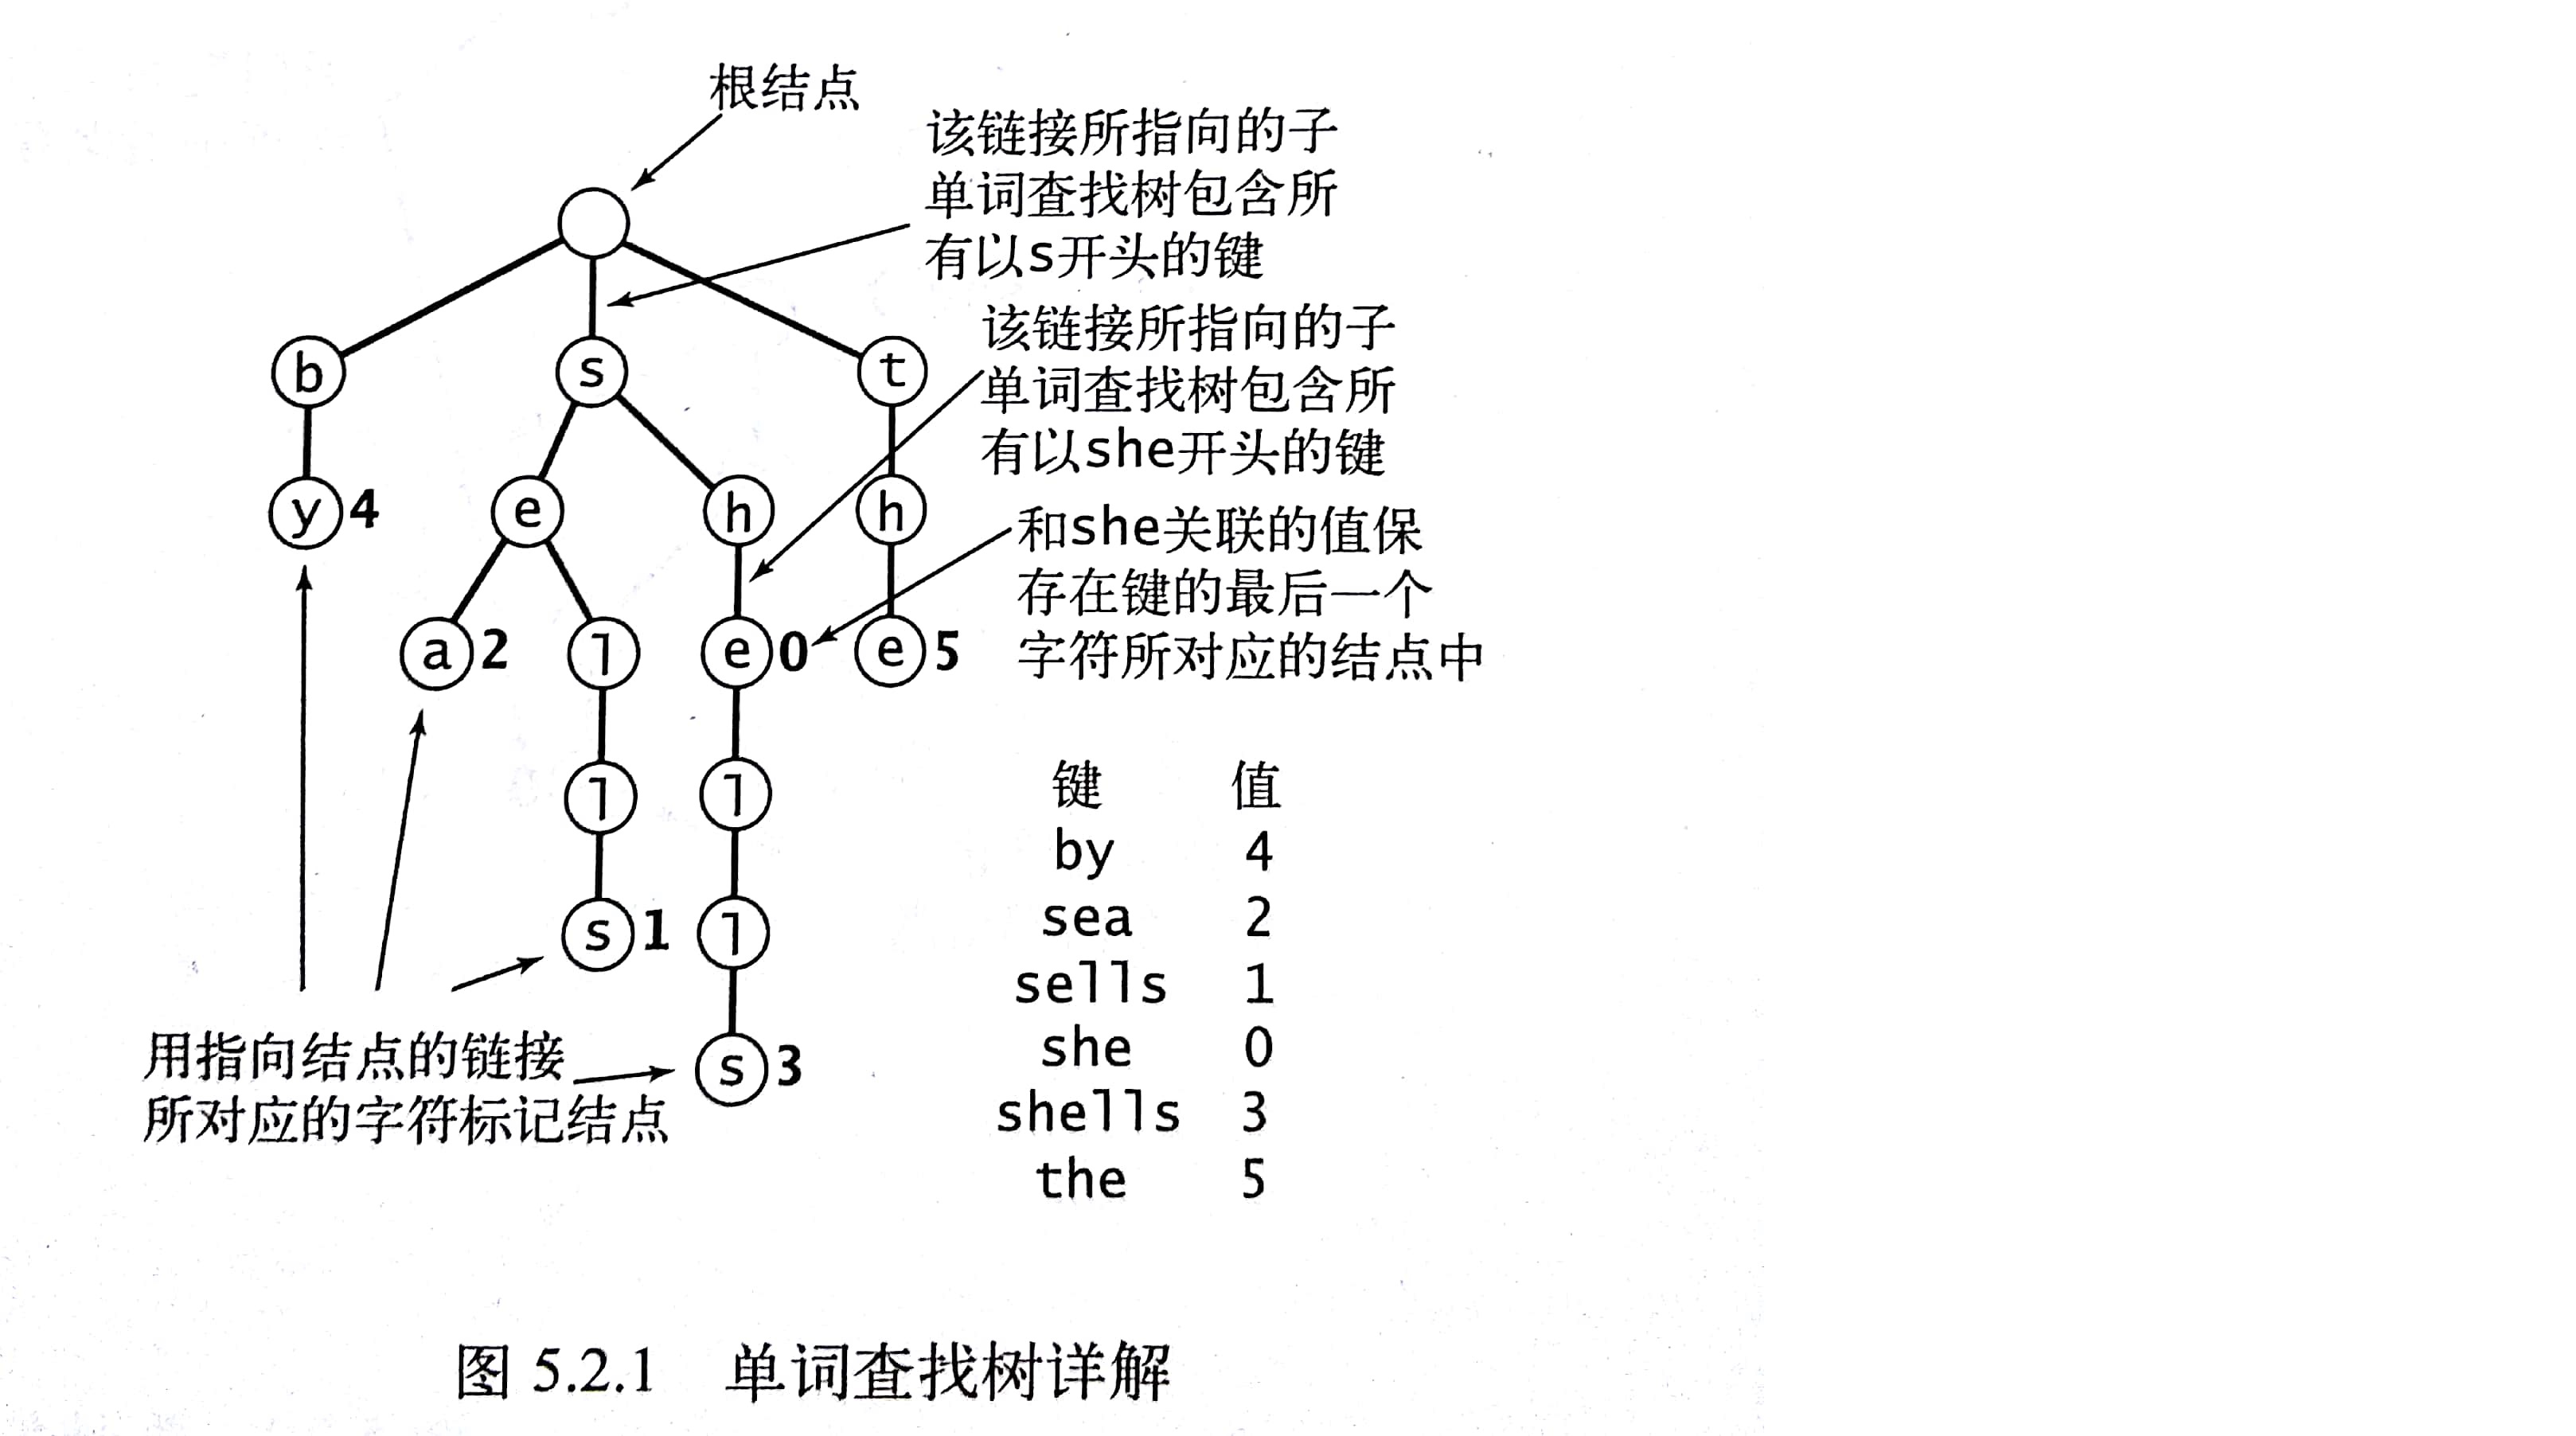 根结点
该链接所指向的子
单词查找树包含所
有以s开头的键
该链接所指向的子
单词查找树包含所
有以she开头的键
和she关联的值保
存在键的最后一个
字符所对应的结点中
b s t
y 4 e h h
a 2 l e 0 e 5
l l
s 1 l
s 3
用指向结点的链接
所对应的字符标记结点
键 值
by 4
sea 2
sells 1
she 0
shells 3
the 5
图 5.2.1 单词查找树详解